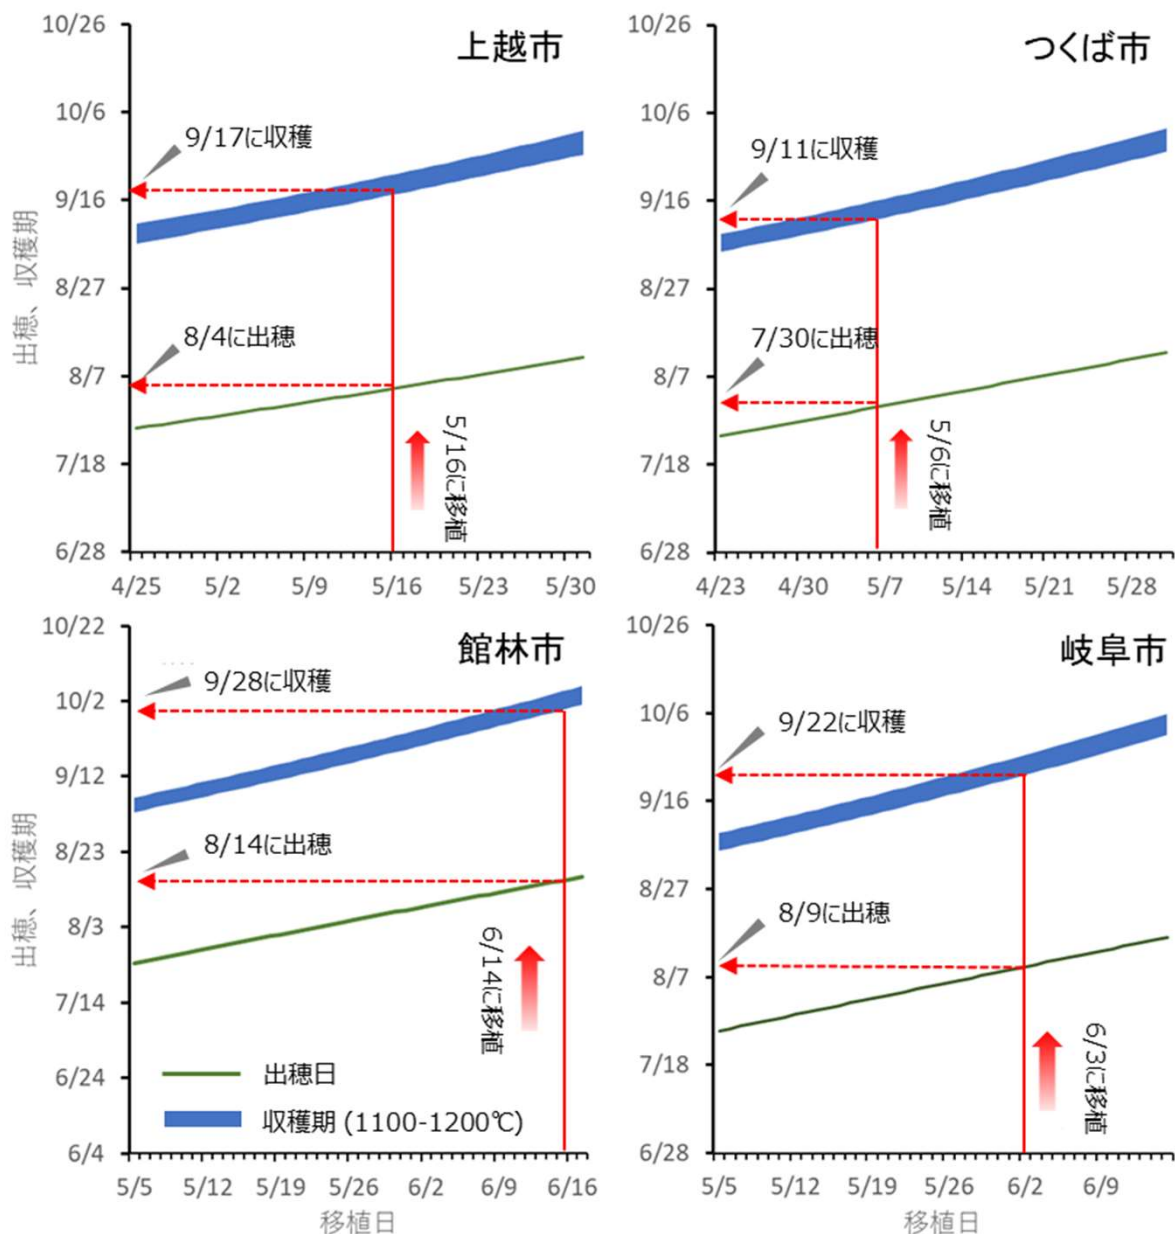 上越市
10/26
10/6
9/16
8/27
8/7
7/18
6/28
出穂、収穫期
9/17に収穫
8/4に出穂
5/16に移植
4/25 5/2 5/9 5/16 5/23 5/30
つくば市
10/26
10/6
9/16
8/27
8/7
7/18
6/28
9/11に収穫
7/30に出穂
5/6に移植
4/23 4/30 5/7 5/14 5/21 5/28
館林市
10/22
10/2
9/12
8/23
8/3
7/14
6/24
6/4
出穂、収穫期
9/28に収穫
8/14に出穂
6/14に移植
出穂日
収穫期 (1100-1200℃)
5/5 5/12 5/19 5/26 6/2 6/9 6/16
移植日
岐阜市
10/26
10/6
9/16
8/27
8/7
7/18
6/28
9/22に収穫
8/9に出穂
6/3に移植
5/5 5/12 5/19 5/26 6/2 6/9
移植日